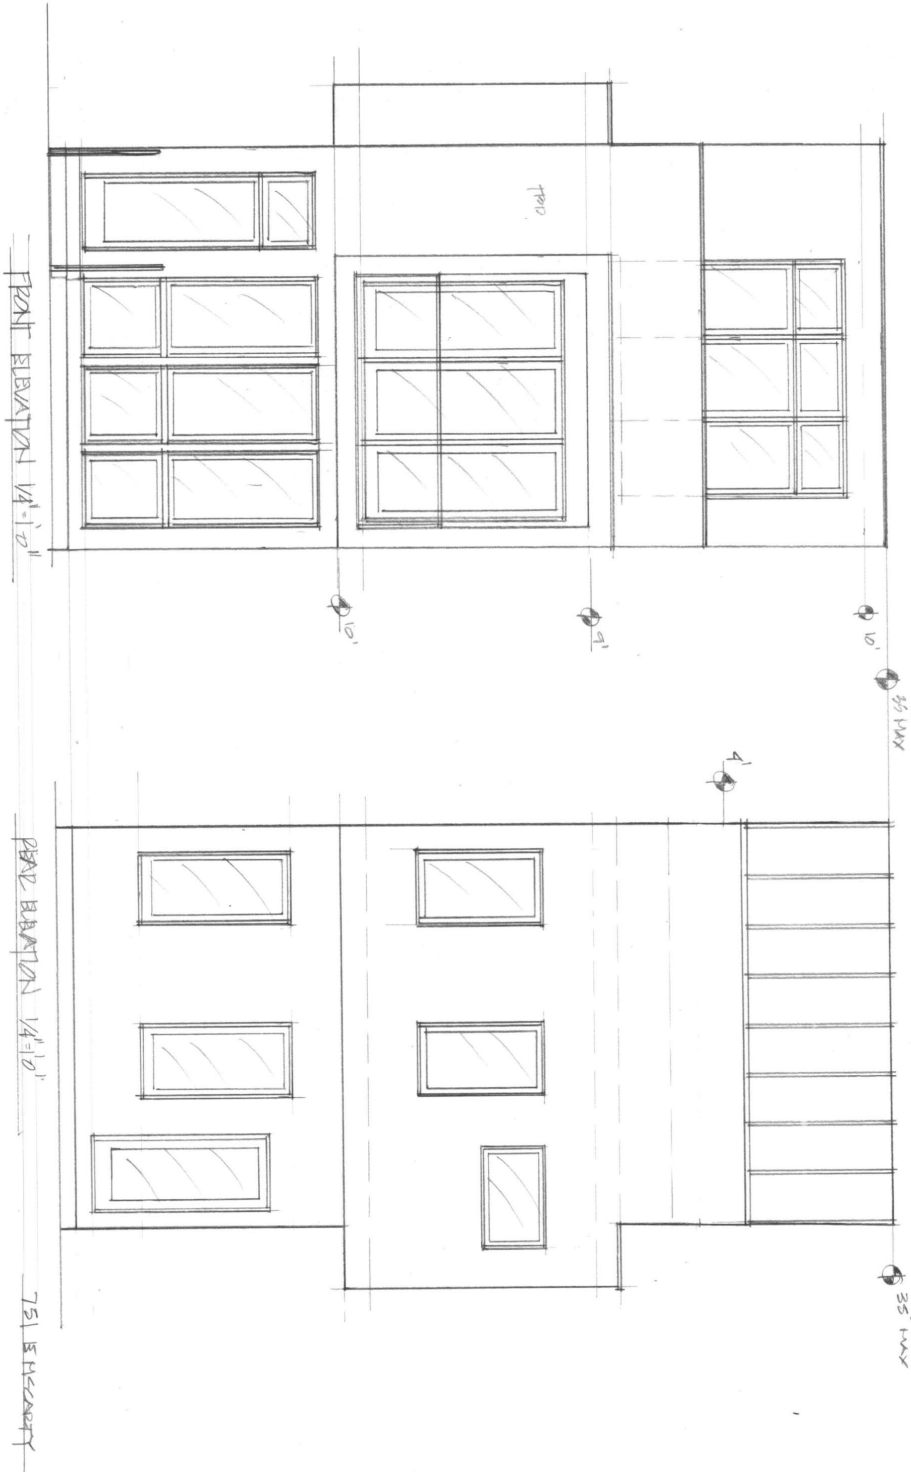 FRONT ELEVATION 1/4"=1'-0"
TPO
10'
9'
10'
35 MAX
4'
REAR ELEVATION 1/4"=1'0"
35' MAX
751 E MCCARTY